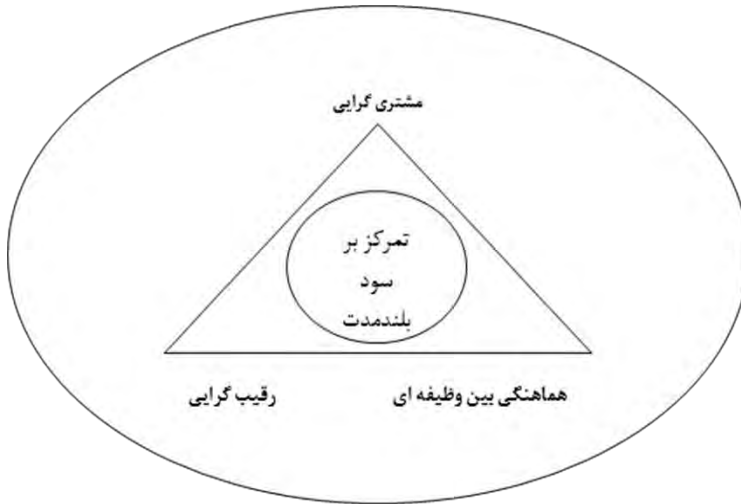 مشتری گرایی
تمرکز بر
سود
بلندمدت
هماهنگی بین وظیفه ای
رقیب گرایی